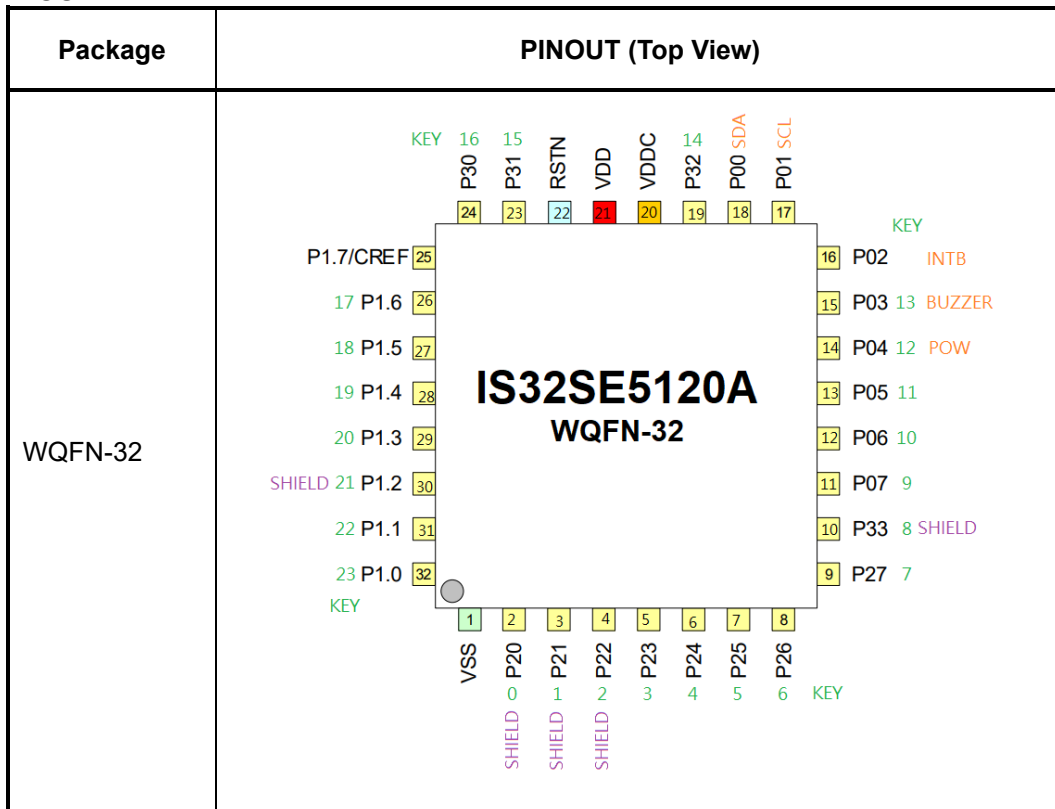 Package PINOUT (Top View)
WQFN-32
KEY 16 15 14
P30 P31 RSTN VDD VDDC P32 P00 SDA P01 SCL
24 23 22 21 20 19 18 17
KEY
P1.7/CREF 25 16 P02 INTB
17 P1.6 26 15 P03 13 BUZZER
18 P1.5 27 14 P04 12 POW
19 P1.4 28 13 P05 11
IS32SE5120A
WQFN-32
20 P1.3 29 12 P06 10
SHIELD 21 P1.2 30 11 P07 9
22 P1.1 31 10 P33 8 SHIELD
23 P1.0 32 9 P27 7
KEY
1 2 3 4 5 6 7 8
VSS P20 P21 P22 P23 P24 P25 P26
0 1 2 3 4 5 6 KEY
SHIELD SHIELD SHIELD